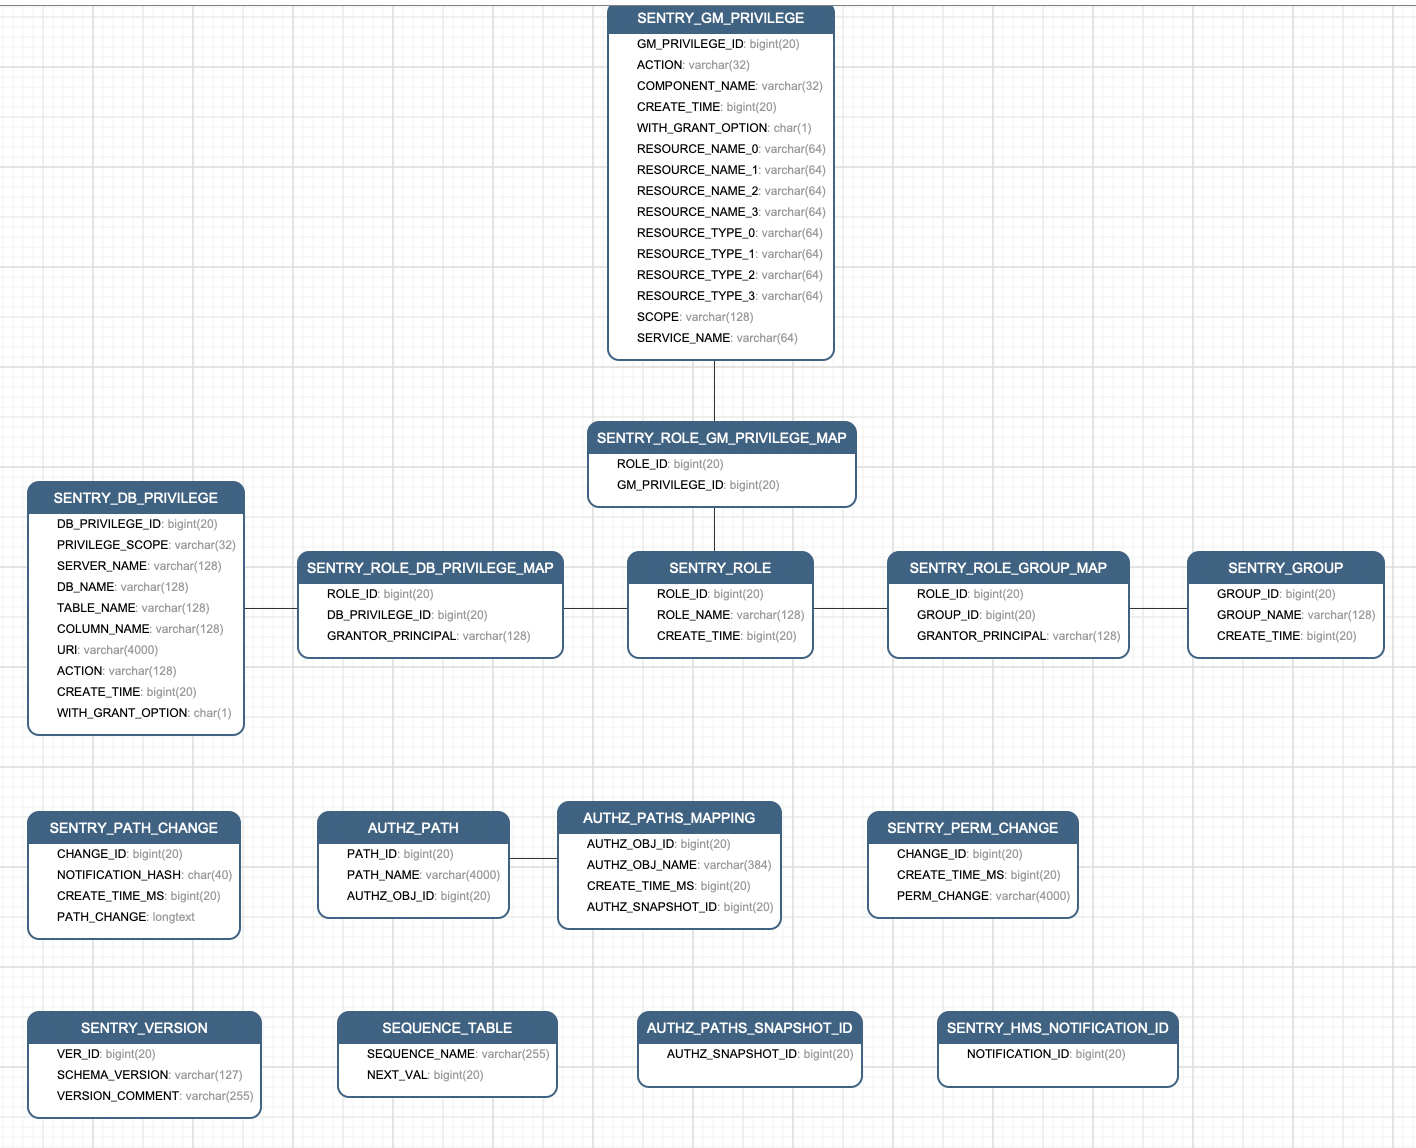 SENTRY_GM_PRIVILEGE
GM_PRIVILEGE_ID: bigint(20)
ACTION: varchar(32)
COMPONENT_NAME: varchar(32)
CREATE_TIME: bigint(20)
WITH_GRANT_OPTION: char(1)
RESOURCE_NAME_0: varchar(64)
RESOURCE_NAME_1: varchar(64)
RESOURCE_NAME_2: varchar(64)
RESOURCE_NAME_3: varchar(64)
RESOURCE_TYPE_0: varchar(64)
RESOURCE_TYPE_1: varchar(64)
RESOURCE_TYPE_2: varchar(64)
RESOURCE_TYPE_3: varchar(64)
SCOPE: varchar(128)
SERVICE_NAME: varchar(64)
SENTRY_ROLE_GM_PRIVILEGE_MAP
ROLE_ID: bigint(20)
GM_PRIVILEGE_ID: bigint(20)
SENTRY_DB_PRIVILEGE
DB_PRIVILEGE_ID: bigint(20)
PRIVILEGE_SCOPE: varchar(32)
SERVER_NAME: varchar(128)
DB_NAME: varchar(128)
TABLE_NAME: varchar(128)
COLUMN_NAME: varchar(128)
URI: varchar(4000)
ACTION: varchar(128)
CREATE_TIME: bigint(20)
WITH_GRANT_OPTION: char(1)
SENTRY_ROLE_DB_PRIVILEGE_MAP
ROLE_ID: bigint(20)
DB_PRIVILEGE_ID: bigint(20)
GRANTOR_PRINCIPAL: varchar(128)
SENTRY_ROLE
ROLE_ID: bigint(20)
ROLE_NAME: varchar(128)
CREATE_TIME: bigint(20)
SENTRY_ROLE_GROUP_MAP
ROLE_ID: bigint(20)
GROUP_ID: bigint(20)
GRANTOR_PRINCIPAL: varchar(128)
SENTRY_GROUP
GROUP_ID: bigint(20)
GROUP_NAME: varchar(128)
CREATE_TIME: bigint(20)
SENTRY_PATH_CHANGE
CHANGE_ID: bigint(20)
NOTIFICATION_HASH: char(40)
CREATE_TIME_MS: bigint(20)
PATH_CHANGE: longtext
AUTHZ_PATH
PATH_ID: bigint(20)
PATH_NAME: varchar(4000)
AUTHZ_OBJ_ID: bigint(20)
AUTHZ_PATHS_MAPPING
AUTHZ_OBJ_ID: bigint(20)
AUTHZ_OBJ_NAME: varchar(384)
CREATE_TIME_MS: bigint(20)
AUTHZ_SNAPSHOT_ID: bigint(20)
SENTRY_PERM_CHANGE
CHANGE_ID: bigint(20)
CREATE_TIME_MS: bigint(20)
PERM_CHANGE: varchar(4000)
SENTRY_VERSION
VER_ID: bigint(20)
SCHEMA_VERSION: varchar(127)
VERSION_COMMENT: varchar(255)
SEQUENCE_TABLE
SEQUENCE_NAME: varchar(255)
NEXT_VAL: bigint(20)
AUTHZ_PATHS_SNAPSHOT_ID
AUTHZ_SNAPSHOT_ID: bigint(20)
SENTRY_HMS_NOTIFICATION_ID
NOTIFICATION_ID: bigint(20)